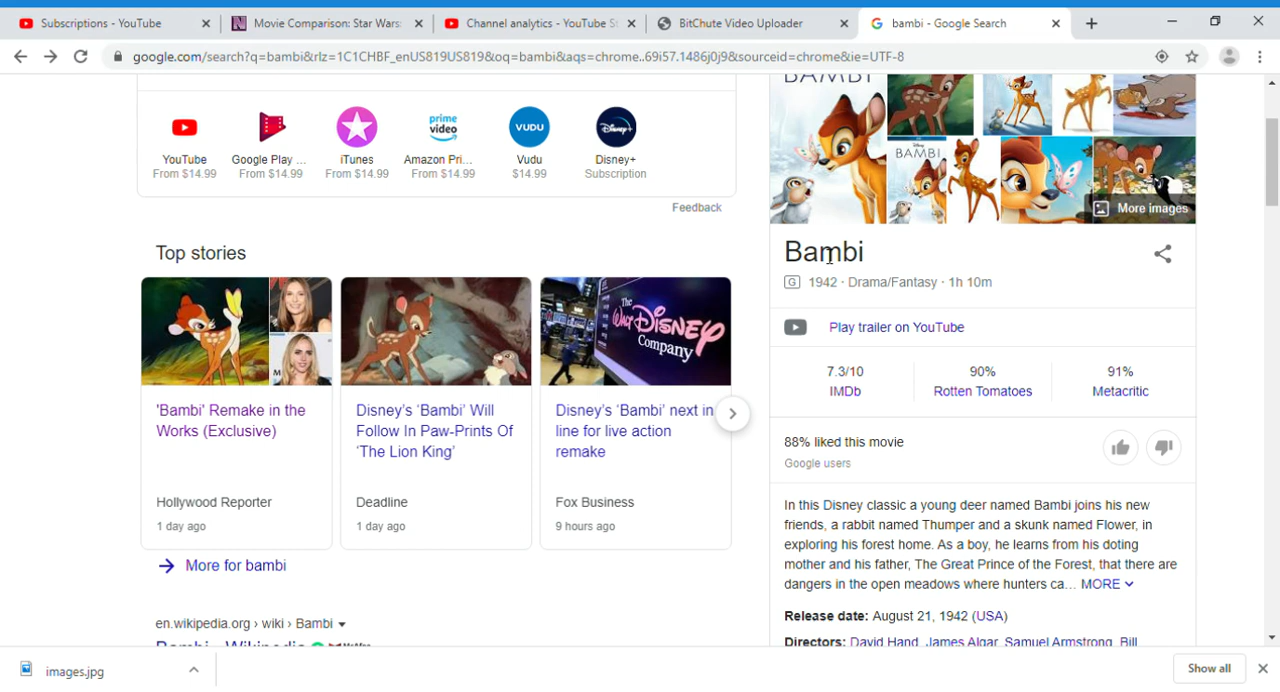 Subscriptions - YouTube
Movie Comparison: Star Wars:
Channel analytics - YouTube St
BitChute Video Uploader
bambi - Google Search
google.com/search?q=bambi&rlz=1C1CHBF_enUS819US819&oq=bambi&aqs=chrome..69i57.1486j0j9&sourceid=chrome&ie=UTF-8
YouTube
From $14.99
Google Play ...
From $14.99
iTunes
From $14.99
prime video
Amazon Pri...
From $14.99
VUDU
Vudu
$14.99
Disney+
Disney+
Subscription
Feedback
Top stories
The Walt Disney Company
'Bambi' Remake in the
Works (Exclusive)
Hollywood Reporter
1 day ago
Disney's 'Bambi' Will
Follow In Paw-Prints Of
'The Lion King'
Deadline
1 day ago
Disney's 'Bambi' next in
line for live action
remake
Fox Business
9 hours ago
More for bambi
en.wikipedia.org › wiki › Bambi
Bambi - Wikipedia
BAMBI
BAMBI
More images
Bambi
G 1942 · Drama/Fantasy · 1h 10m
Play trailer on YouTube
7.3/10
IMDb
90%
Rotten Tomatoes
91%
Metacritic
88% liked this movie
Google users
In this Disney classic a young deer named Bambi joins his new
friends, a rabbit named Thumper and a skunk named Flower, in
exploring his forest home. As a boy, he learns from his doting
mother and his father, The Great Prince of the Forest, that there are
dangers in the open meadows where hunters ca... MORE
Release date: August 21, 1942 (USA)
Directors: David Hand, James Algar, Samuel Armstrong, Bill
images.jpg
Show all